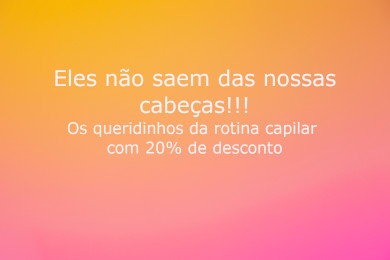 Eles não saem das nossas
cabeças!!!
Os queridinhos da rotina capilar
com 20% de desconto